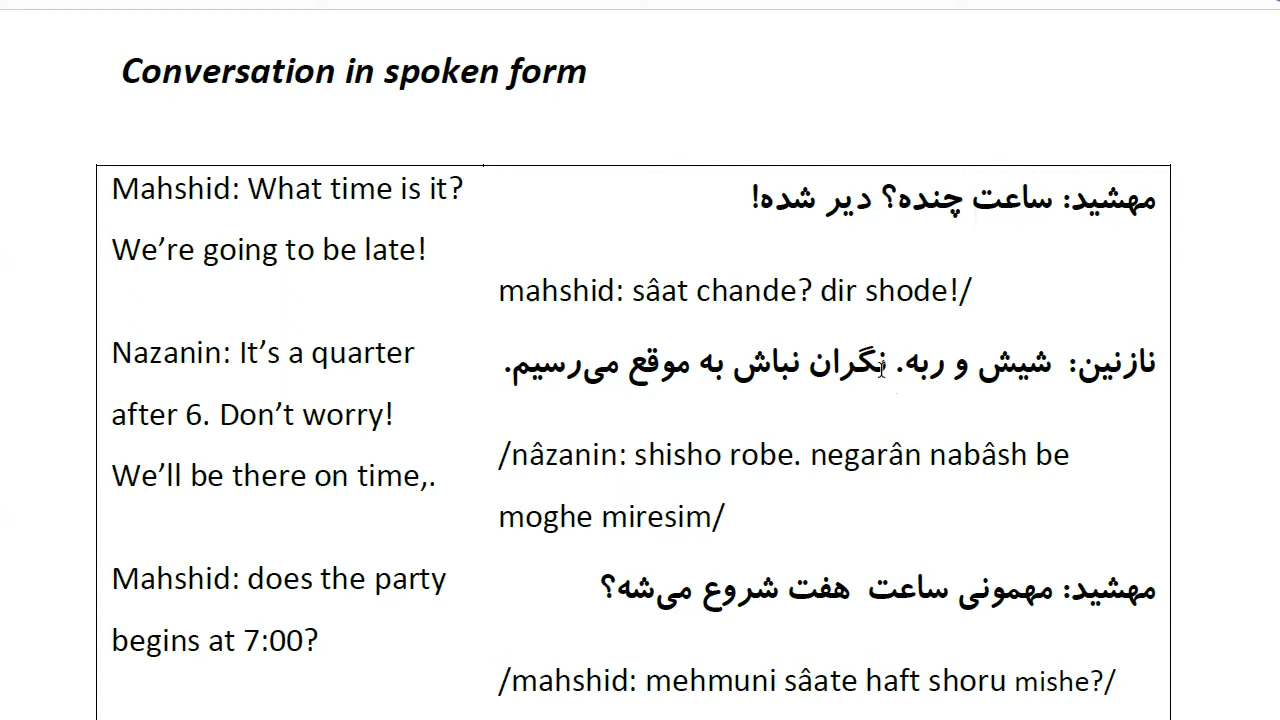 Conversation in spoken form
Mahshid: What time is it?
We’re going to be late!
مهشید: ساعت چنده؟ دیر شده!
mahshid: sâat chande? dir shode!/
Nazanin: It’s a quarter
after 6. Don’t worry!
We’ll be there on time,.
نازنین: شیش و ربه. نگران نباش به موقع می‌رسیم.
/nâzanin: shisho robe. negarân nabâsh be
moghe miresim/
Mahshid: does the party
begins at 7:00?
مهشید: مهمونی ساعت هفت شروع می‌شه؟
/mahshid: mehmuni sâate haft shoru mishe?/